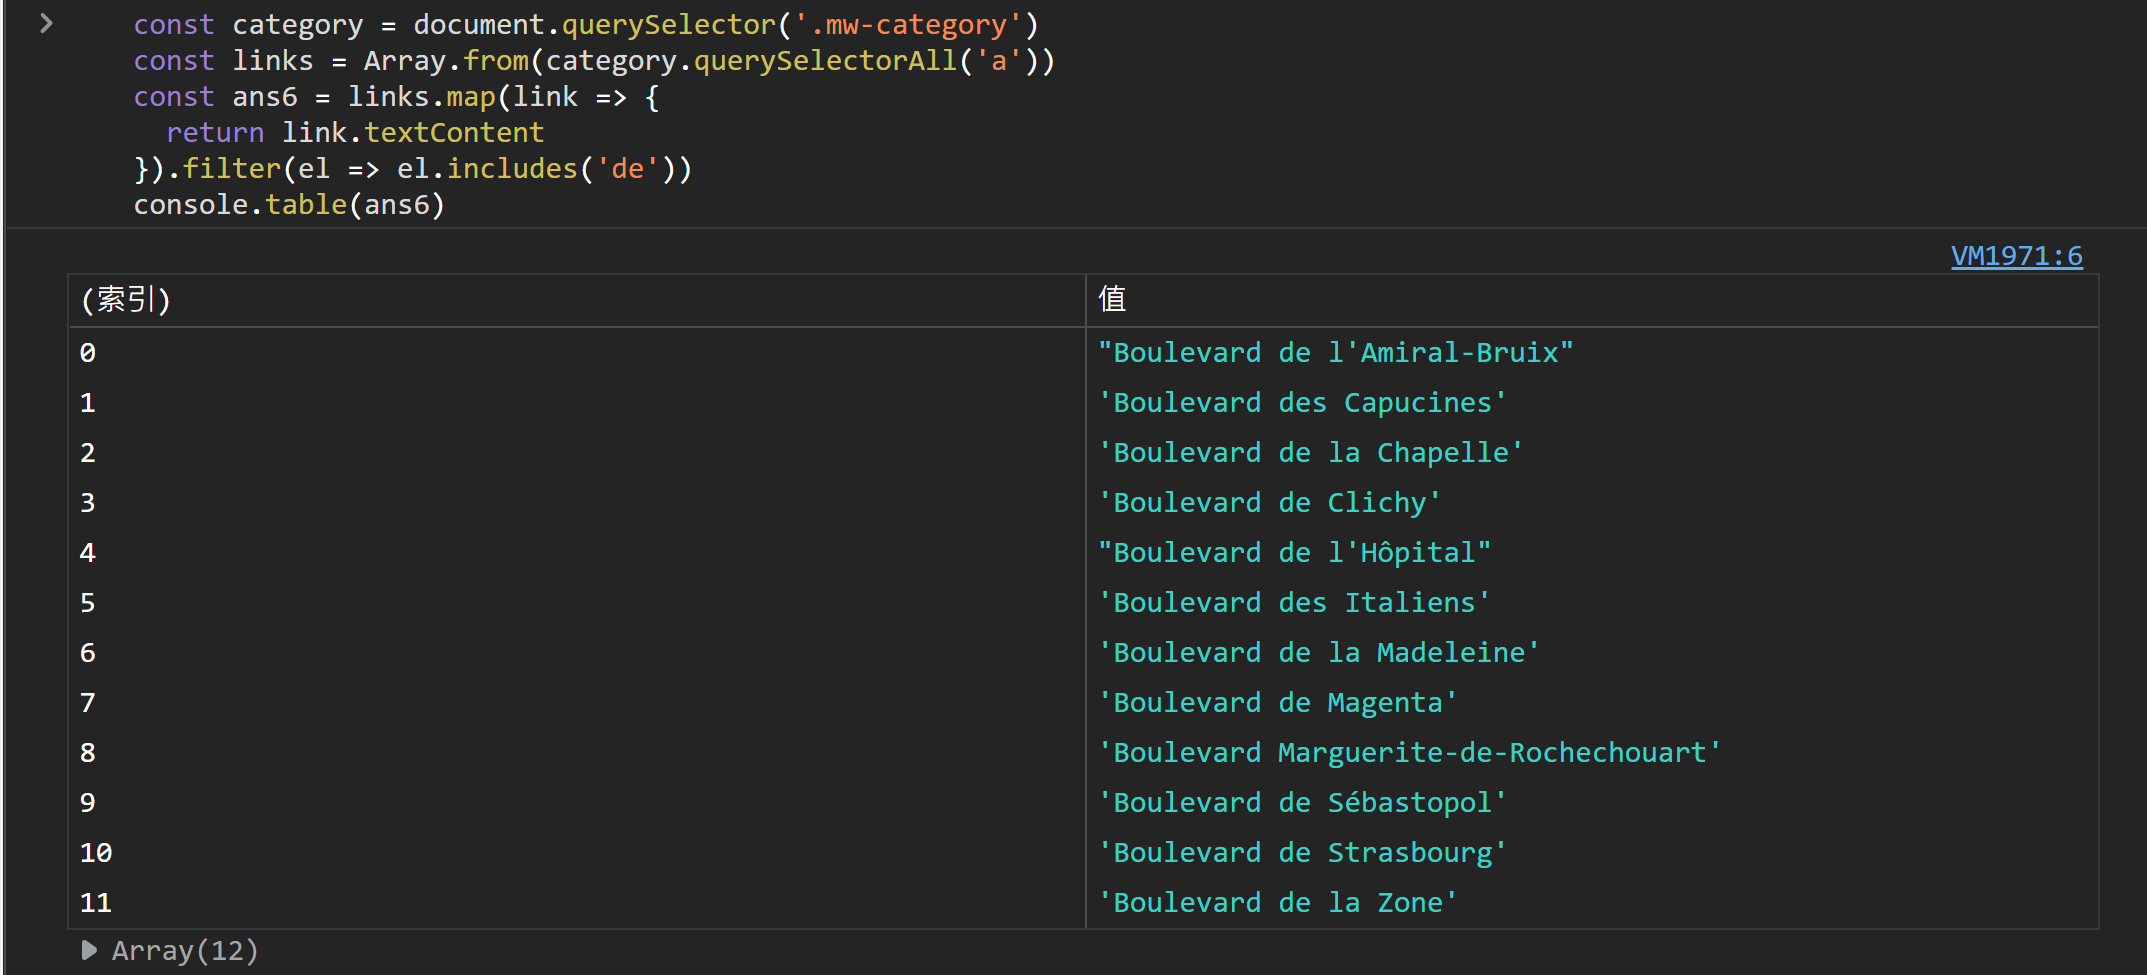 const category = document.querySelector('.mw-category')
const links = Array.from(category.querySelectorAll('a'))
const ans6 = links.map(link => {
  return link.textContent
}).filter(el => el.includes('de'))
console.table(ans6)
VM1971:6
(索引) 值
0 "Boulevard de l'Amiral-Bruix"
1 'Boulevard des Capucines'
2 'Boulevard de la Chapelle'
3 'Boulevard de Clichy'
4 "Boulevard de l'Hôpital"
5 'Boulevard des Italiens'
6 'Boulevard de la Madeleine'
7 'Boulevard de Magenta'
8 'Boulevard Marguerite-de-Rochechouart'
9 'Boulevard de Sébastopol'
10 'Boulevard de Strasbourg'
11 'Boulevard de la Zone'
Array(12)